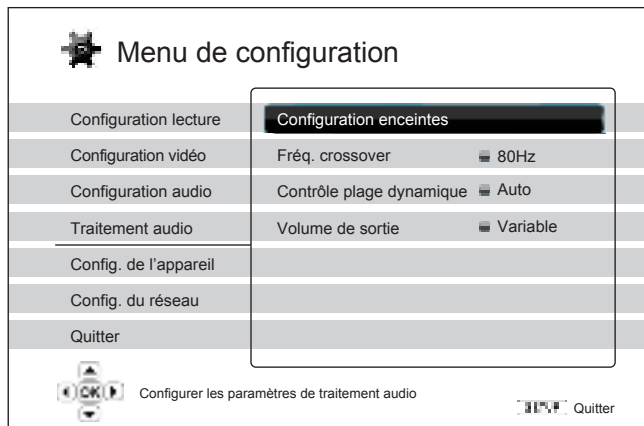 Menu de configuration
Configuration lecture
Configuration enceintes
Configuration vidéo
Fréq. crossover
80Hz
Configuration audio
Contrôle plage dynamique
Auto
Traitement audio
Volume de sortie
Variable
Config. de l'appareil
Config. du réseau
Quitter
OK
Configurer les paramètres de traitement audio
SETUP Quitter